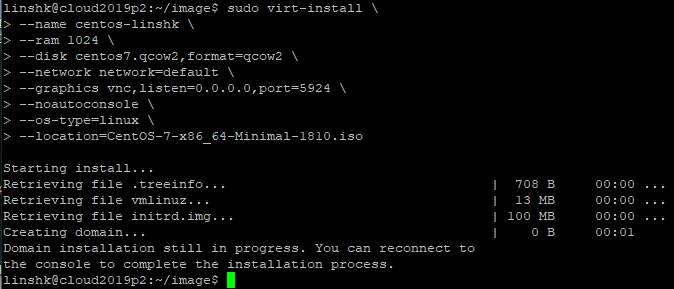 linshk@cloud2019p2:~/image$ sudo virt-install \
> --name centos-linshk \
> --ram 1024 \
> --disk centos7.qcow2,format=qcow2 \
> --network network=default \
> --graphics vnc,listen=0.0.0.0,port=5924 \
> --noautoconsole \
> --os-type=linux \
> --location=CentOS-7-x86_64-Minimal-1810.iso
Starting install...
Retrieving file .treeinfo... | 708 B 00:00 ...
Retrieving file vmlinuz... | 13 MB 00:00 ...
Retrieving file initrd.img... | 100 MB 00:00 ...
Creating domain... | 0 B 00:01
Domain installation still in progress. You can reconnect to
the console to complete the installation process.
linshk@cloud2019p2:~/image$